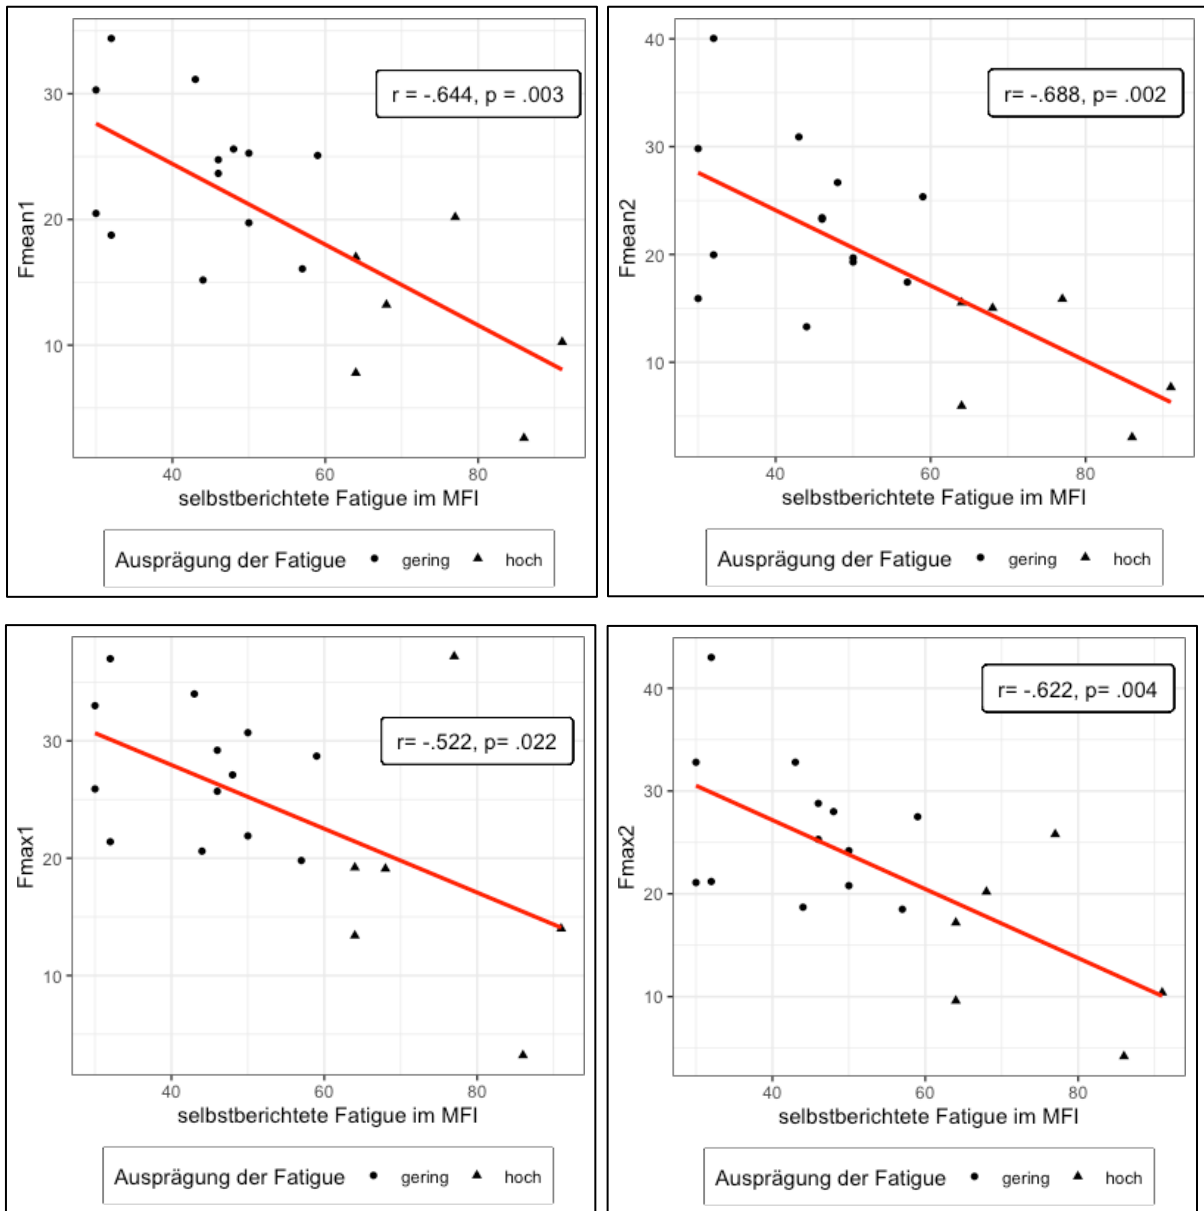 r = -.644, p = .003
Fmean1
30
20
10
40 60 80
selbstberichtete Fatigue im MFI
Ausprägung der Fatigue gering hoch
r= -.688, p= .002
Fmean2
40
30
20
10
40 60 80
selbstberichtete Fatigue im MFI
Ausprägung der Fatigue gering hoch
r= -.522, p= .022
Fmax1
30
20
10
40 60 80
selbstberichtete Fatigue im MFI
Ausprägung der Fatigue gering hoch
r= -.622, p= .004
Fmax2
40
30
20
10
40 60 80
selbstberichtete Fatigue im MFI
Ausprägung der Fatigue gering hoch